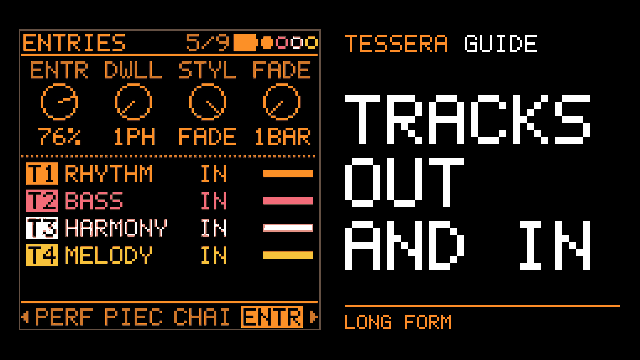 ENTRIES 5/9
ENTR DWLL STYL FADE
76% 1PH FADE 1BAR
T1 RHYTHM IN
T2 BASS IN
T3 HARMONY IN
T4 MELODY IN
PERF PIEC CHAI ENTR
TESSERA GUIDE
TRACKS
OUT
AND IN
LONG FORM